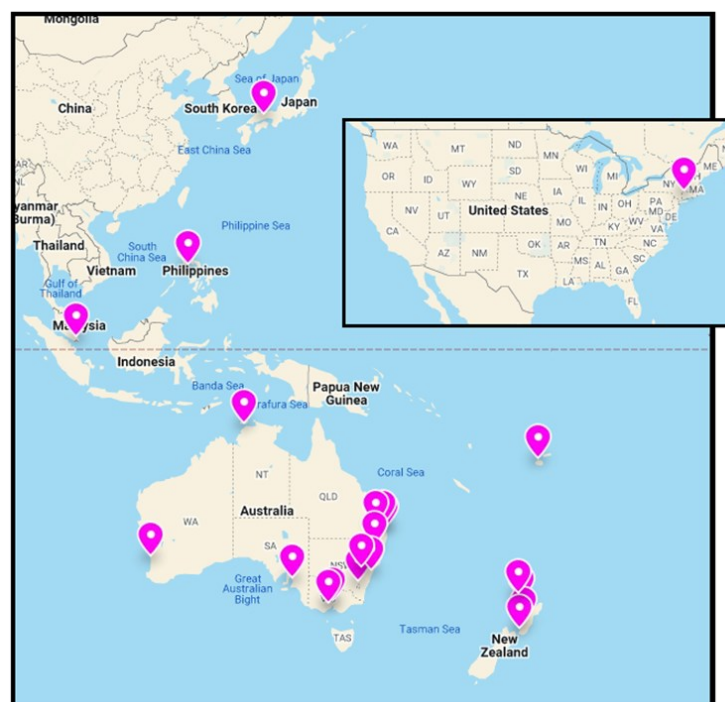 Mongolia
Sea of Japan
China
South Korea
Japan
East China Sea
yanmar
Burma)
Philippine Sea
Thailand
South
China Sea
Vietnam
Philippines
Gulf of
Thailand
Indonesia
Banda Sea
rafura Sea
Papua New
Guinea
Coral Sea
NT
QLD
Australia
WA
SA
NSW
Great
Australian
Bight
TAS
Tasman Sea
New
Zealand
WA
MT
ND
MN
OR
ID
SD
WI
MI
WY
NY
MA
ME
NE
IA
NV
UT
United States
IL
IN
OH
PA
MD
DE
CA
MO
KY
WV
VA
AZ
NM
OK
AR
TN
NC
MS
AL
GA
SC
TX
LA
FL